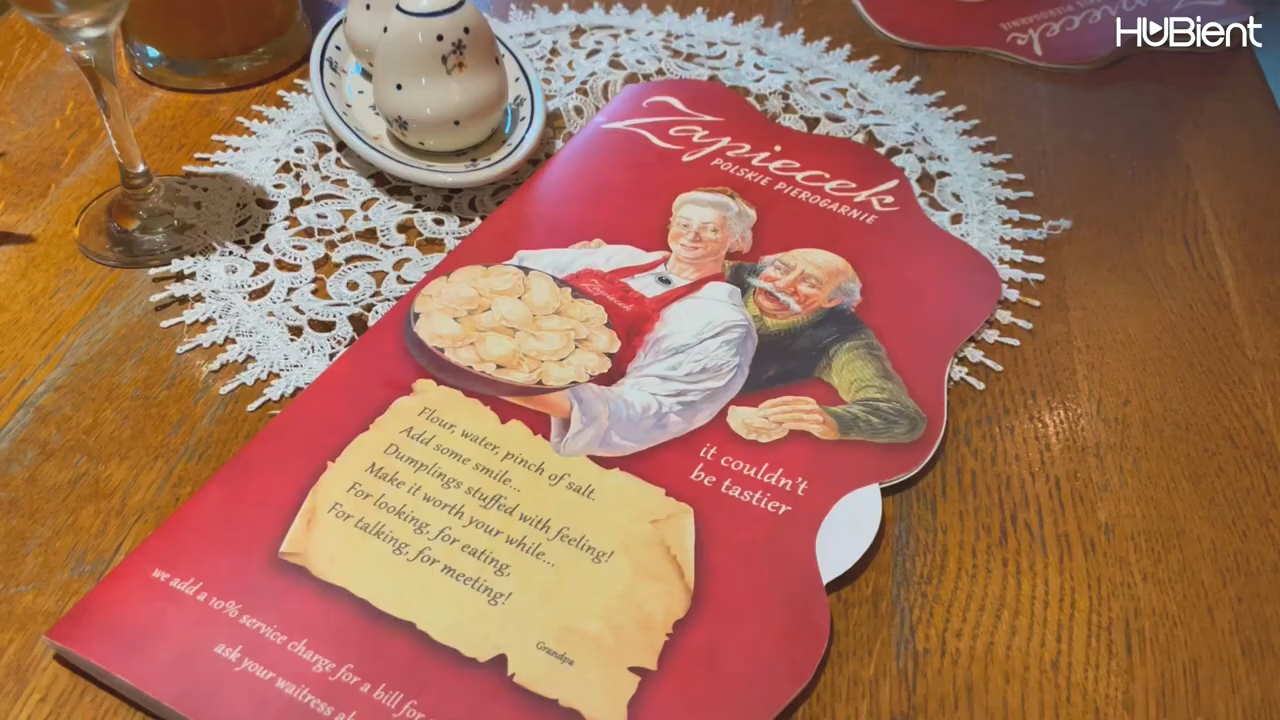 HUBient
Zapiecek
POLSKIE PIEROGARNIE
Zapiecek
it couldn't
be tastier
Flour, water, pinch of salt.
Add some smile...
Dumplings stuffed with feeling!
Make it worth your while...
For looking, for eating,
For talking, for meeting!
Grandpa
we add a 10% service charge for a bill for
ask your waitress